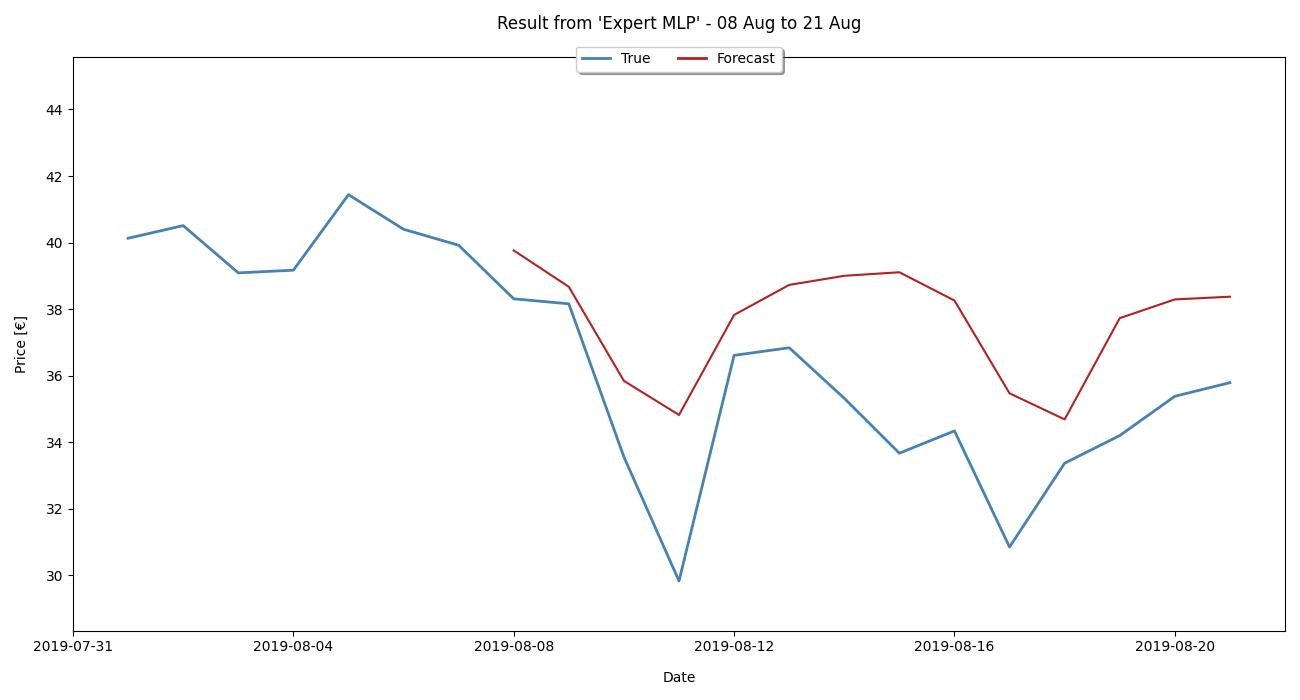 Result from 'Expert MLP' - 08 Aug to 21 Aug
True Forecast
44
42
40
38
36
34
32
30
Price [€]
2019-07-31 2019-08-04 2019-08-08 2019-08-12 2019-08-16 2019-08-20
Date